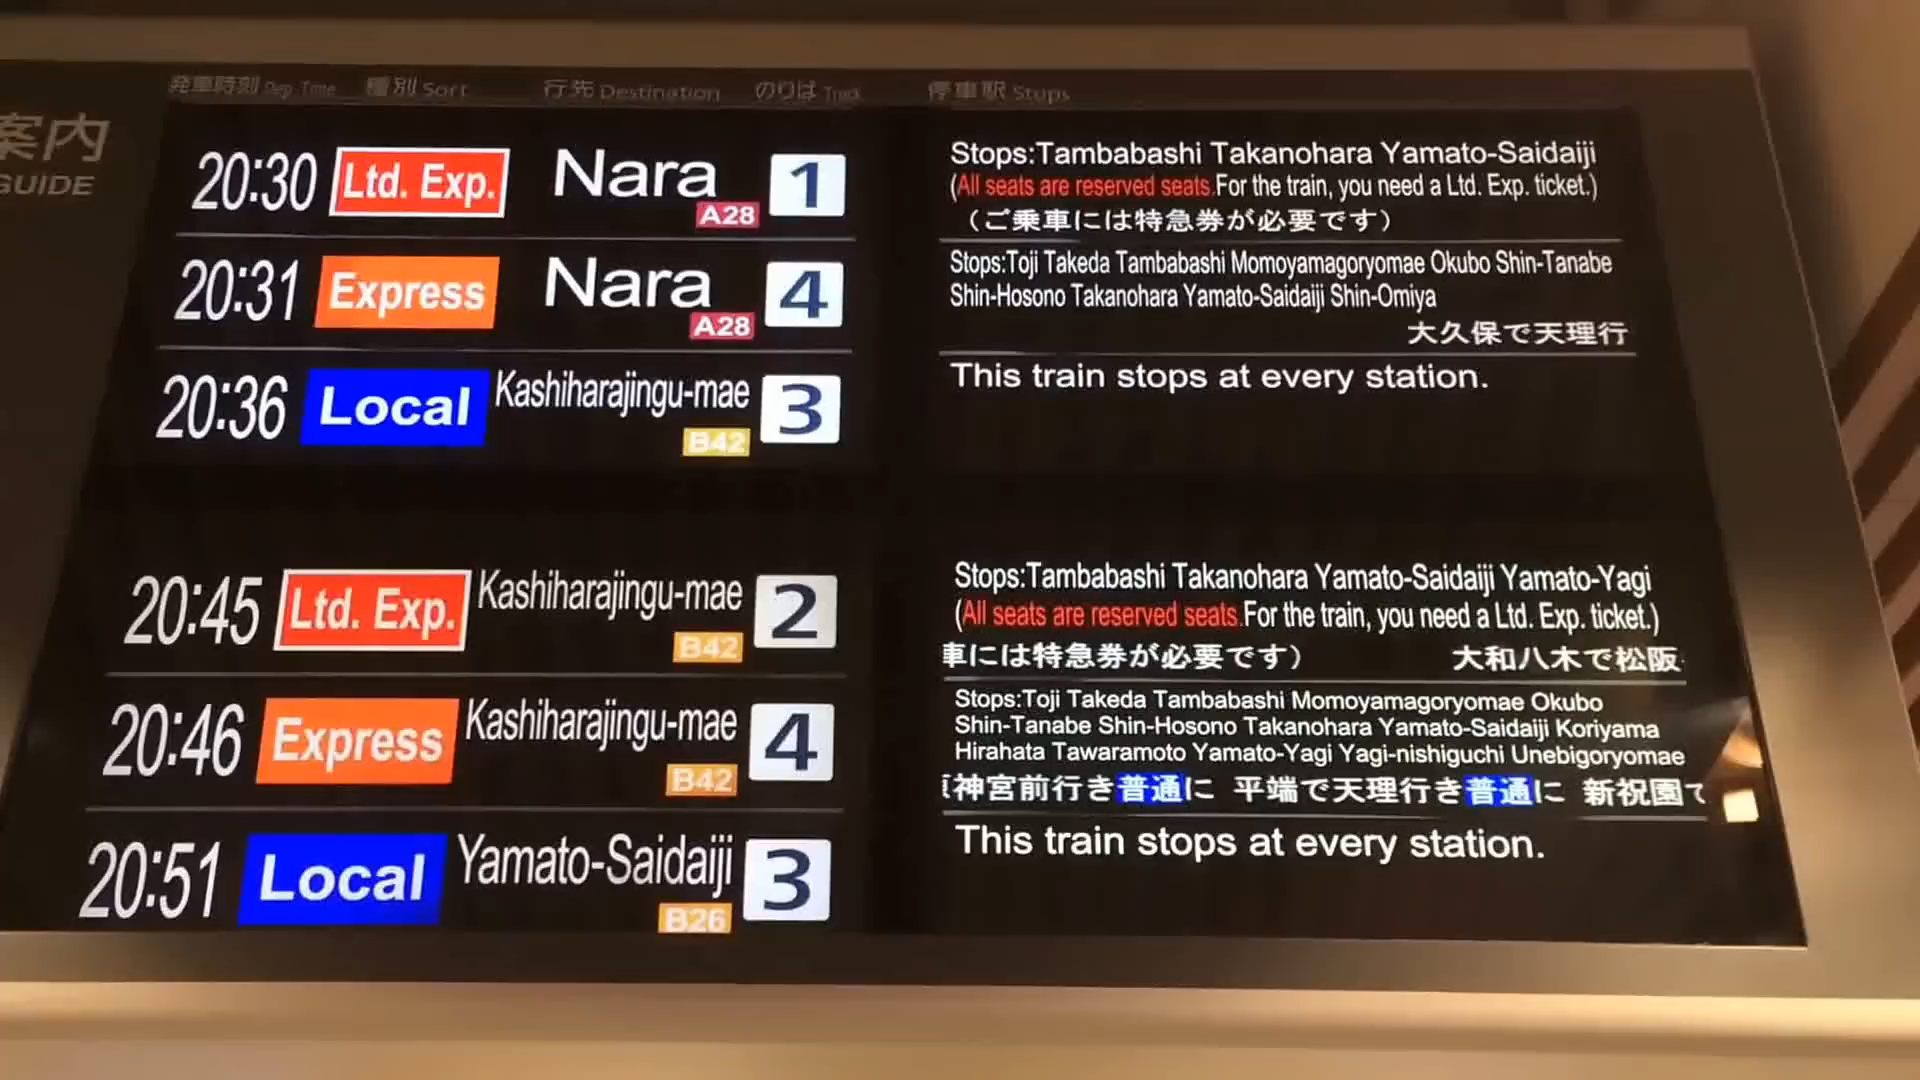 発車時刻 Dep. Time 種別 Sort 行先 Destination のりば Track 停車駅 Stops
案内
GUIDE
20:30 Ltd. Exp. Nara A28 1
Stops:Tambabashi Takanohara Yamato-Saidaiji
(All seats are reserved seats.For the train, you need a Ltd. Exp. ticket.)
（ご乗車には特急券が必要です）
20:31 Express Nara A28 4
Stops:Toji Takeda Tambabashi Momoyamagoryomae Okubo Shin-Tanabe
Shin-Hosono Takanohara Yamato-Saidaiji Shin-Omiya
大久保で天理行
20:36 Local Kashiharajingu-mae B42 3
This train stops at every station.
20:45 Ltd. Exp. Kashiharajingu-mae B42 2
Stops:Tambabashi Takanohara Yamato-Saidaiji Yamato-Yagi
(All seats are reserved seats.For the train, you need a Ltd. Exp. ticket.)
車には特急券が必要です） 大和八木で松阪
20:46 Express Kashiharajingu-mae B42 4
Stops:Toji Takeda Tambabashi Momoyamagoryomae Okubo
Shin-Tanabe Shin-Hosono Takanohara Yamato-Saidaiji Koriyama
Hirahata Tawaramoto Yamato-Yagi Yagi-nishiguchi Unebigoryomae
神宮前行き普通に 平端で天理行き普通に 新祝園で
20:51 Local Yamato-Saidaiji B26 3
This train stops at every station.